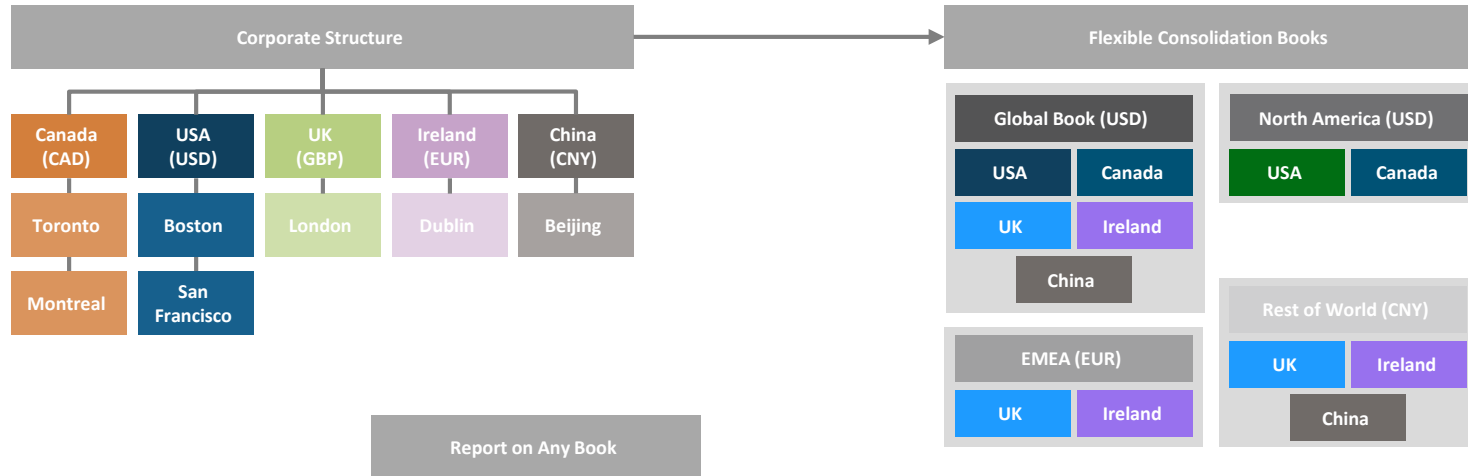 Corporate Structure
Flexible Consolidation Books
Canada
(CAD)
USA
(USD)
UK
(GBP)
Ireland
(EUR)
China
(CNY)
Toronto
Boston
London
Dublin
Beijing
Montreal
San
Francisco
Global Book (USD)
USA
Canada
UK
Ireland
China
North America (USD)
USA
Canada
EMEA (EUR)
UK
Ireland
Rest of World (CNY)
UK
Ireland
China
Report on Any Book